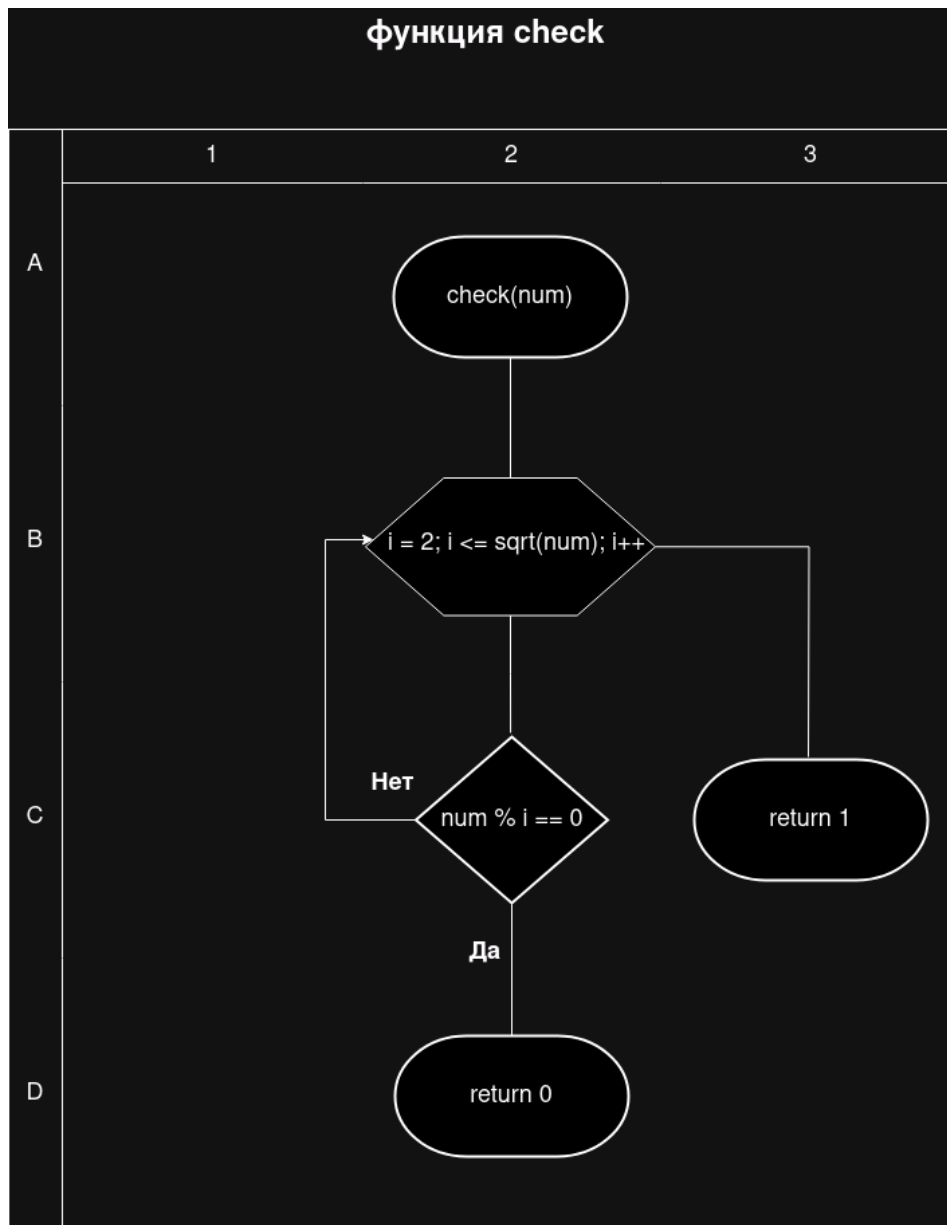 функция check
1 2 3
A
check(num)
B
i = 2; i <= sqrt(num); i++
Нет
C
num % i == 0
return 1
Да
D
return 0